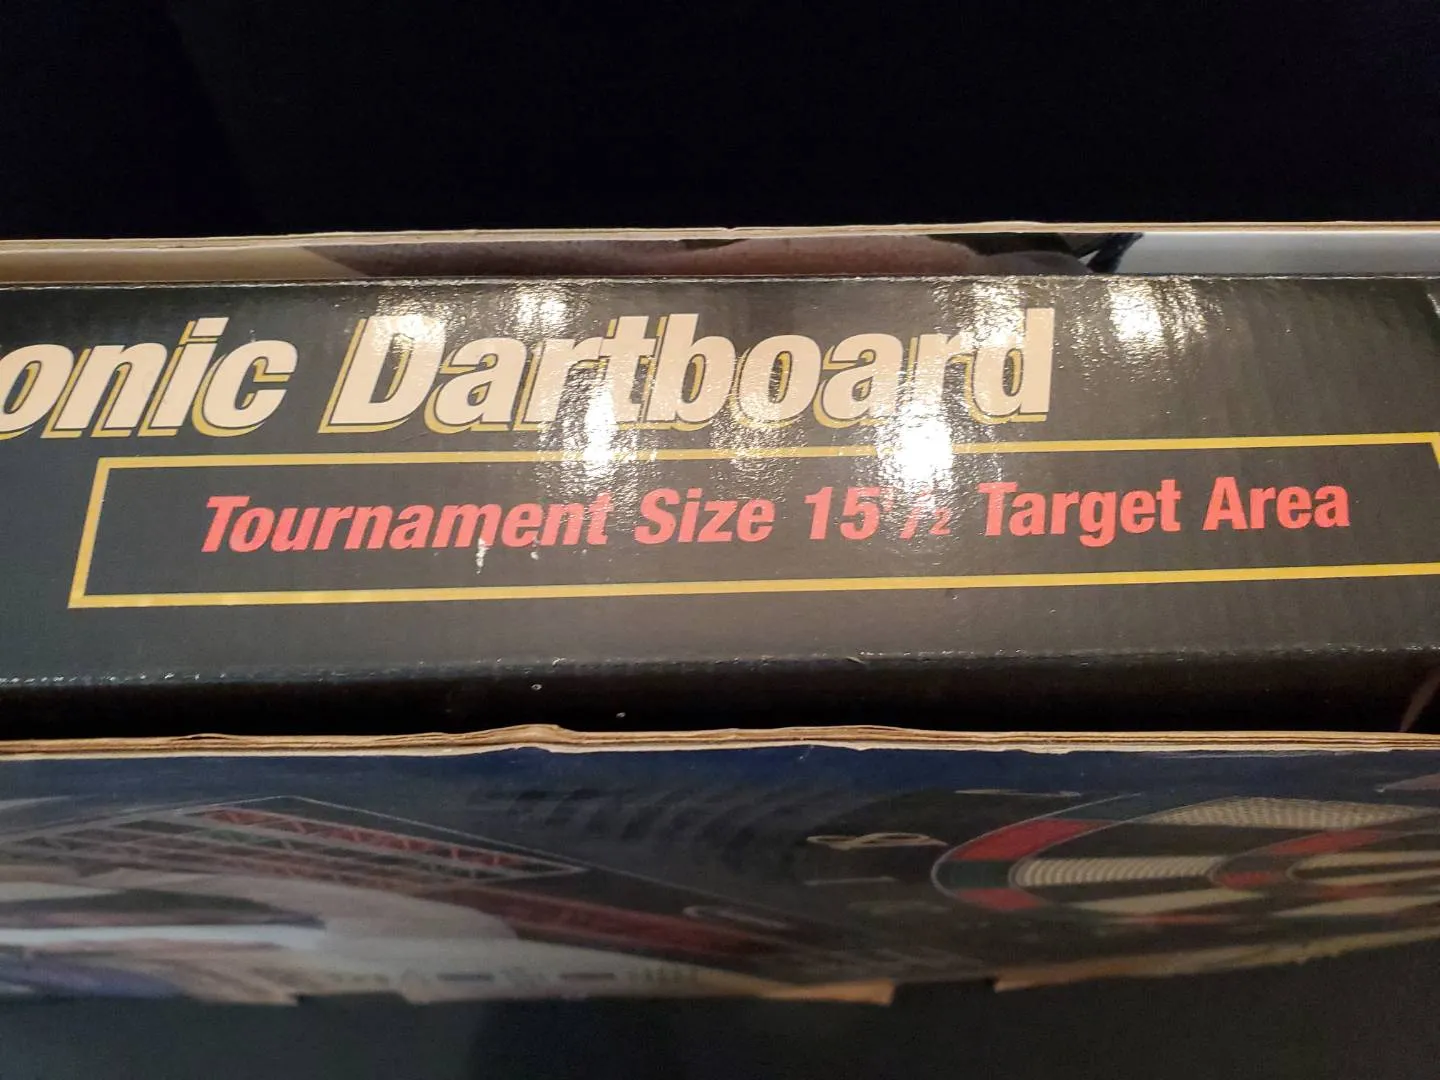 onic Dartboard
Tournament Size 15½ Target Area